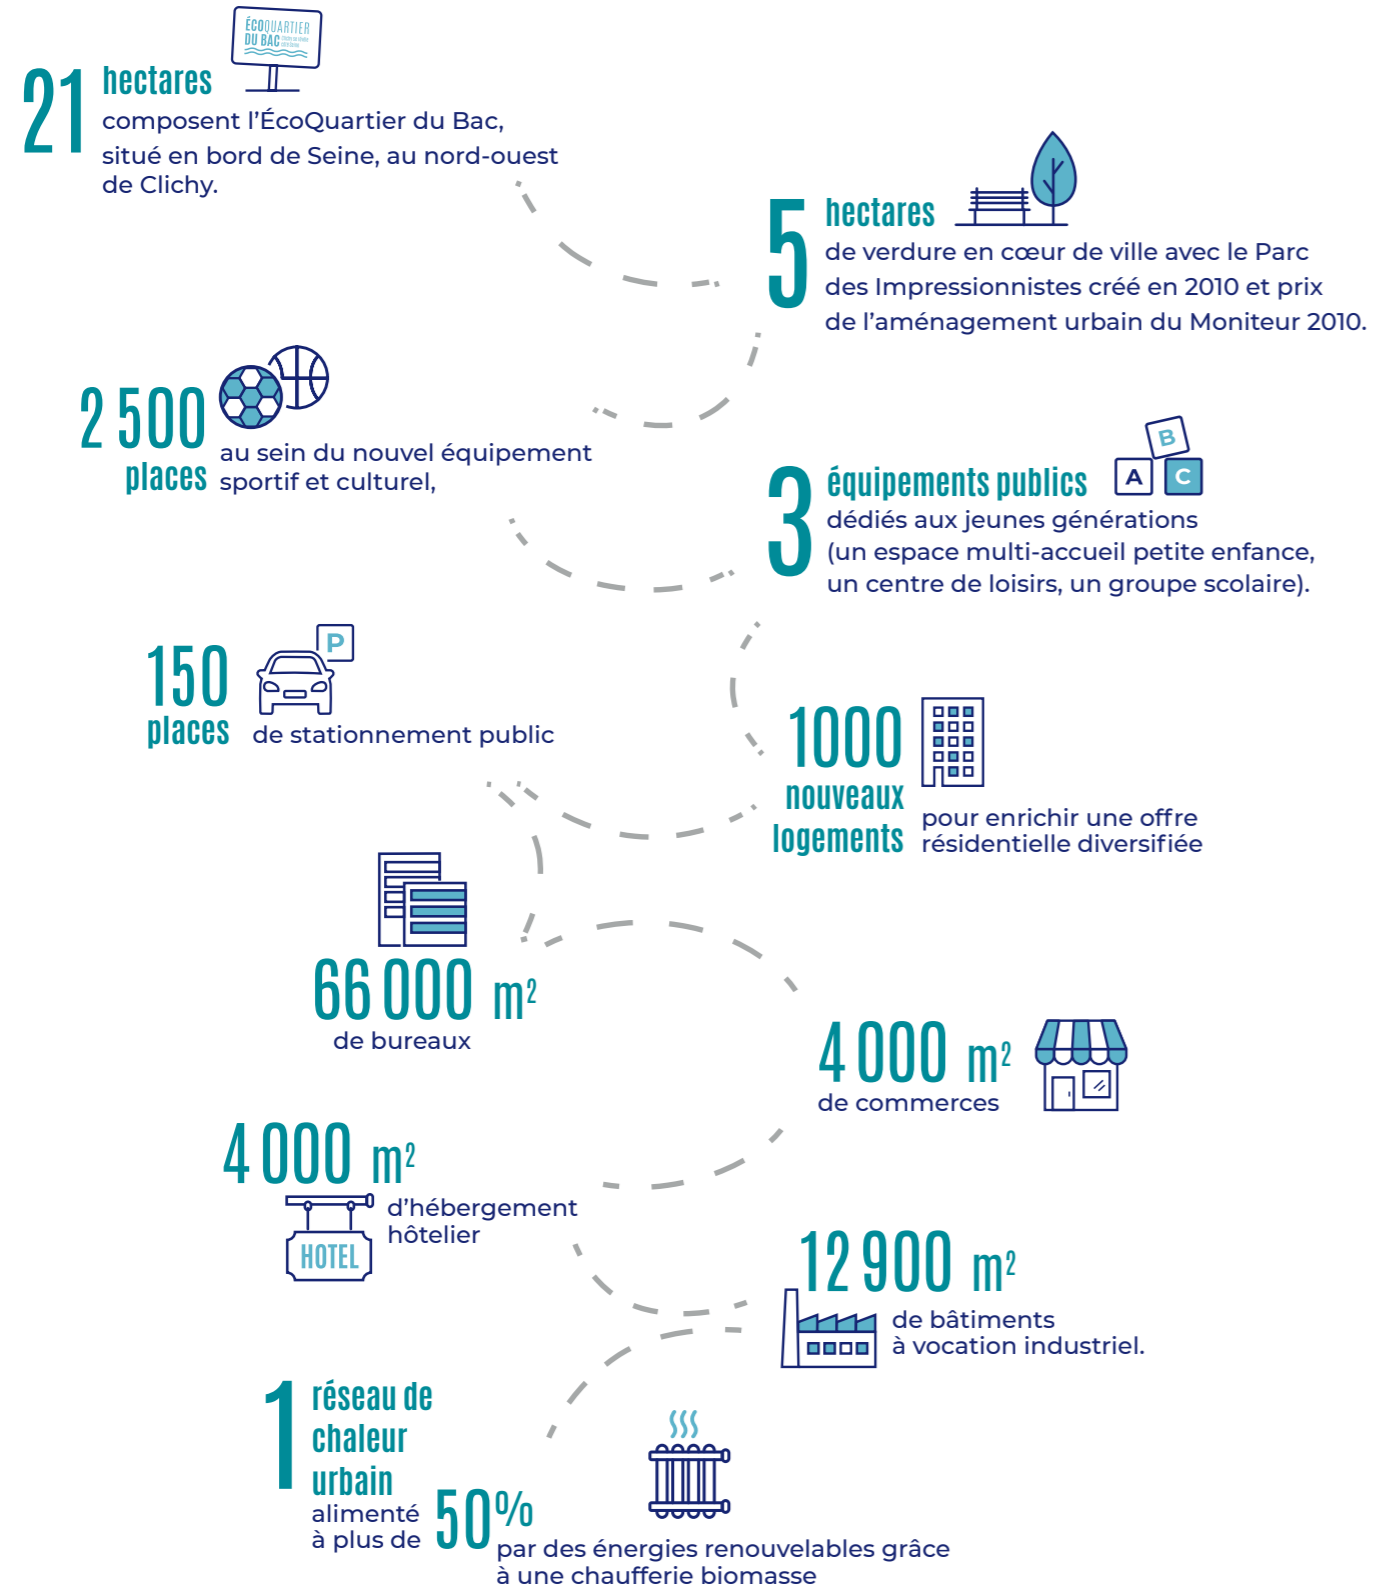 ÉCOQUARTIER
DU BAC
21 hectares
composent l’ÉcoQuartier du Bac,
situé en bord de Seine, au nord-ouest
de Clichy.
5 hectares
de verdure en cœur de ville avec le Parc
des Impressionnistes créé en 2010 et prix
de l’aménagement urbain du Moniteur 2010.
2 500
places
au sein du nouvel équipement
sportif et culturel,
B
A C
3 équipements publics
dédiés aux jeunes générations
(un espace multi-accueil petite enfance,
un centre de loisirs, un groupe scolaire).
P
150
places
de stationnement public
1000
nouveaux
logements
pour enrichir une offre
résidentielle diversifiée
66 000 m²
de bureaux
4 000 m²
de commerces
4 000 m²
d’hébergement
hôtelier
HOTEL
12 900 m²
de bâtiments
à vocation industriel.
1 réseau de
chaleur
urbain
alimenté
à plus de 50%
par des énergies renouvelables grâce
à une chaufferie biomasse